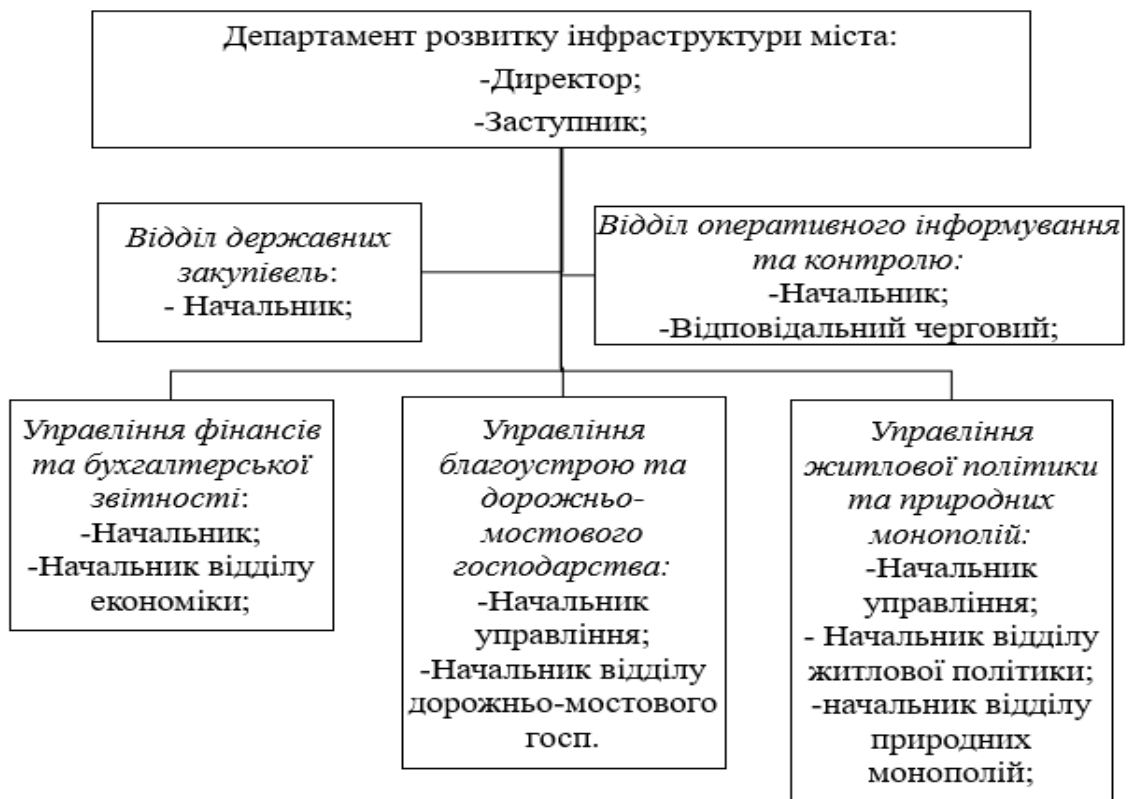 Департамент розвитку інфраструктури міста:
-Директор;
-Заступник;
Відділ державних
закупівель:
- Начальник;
Відділ оперативного інформування
та контролю:
-Начальник;
-Відповідальний черговий;
Управління фінансів
та бухгалтерської
звітності:
-Начальник;
-Начальник відділу
економіки;
Управління
благоустрою та
дорожньо-
мостового
господарства:
-Начальник
управління;
-Начальник відділу
дорожньо-мостового
госп.
Управління
житлової політики
та природних
монополій:
-Начальник
управління;
- Начальник відділу
житлової політики;
-начальник відділу
природних
монополій;